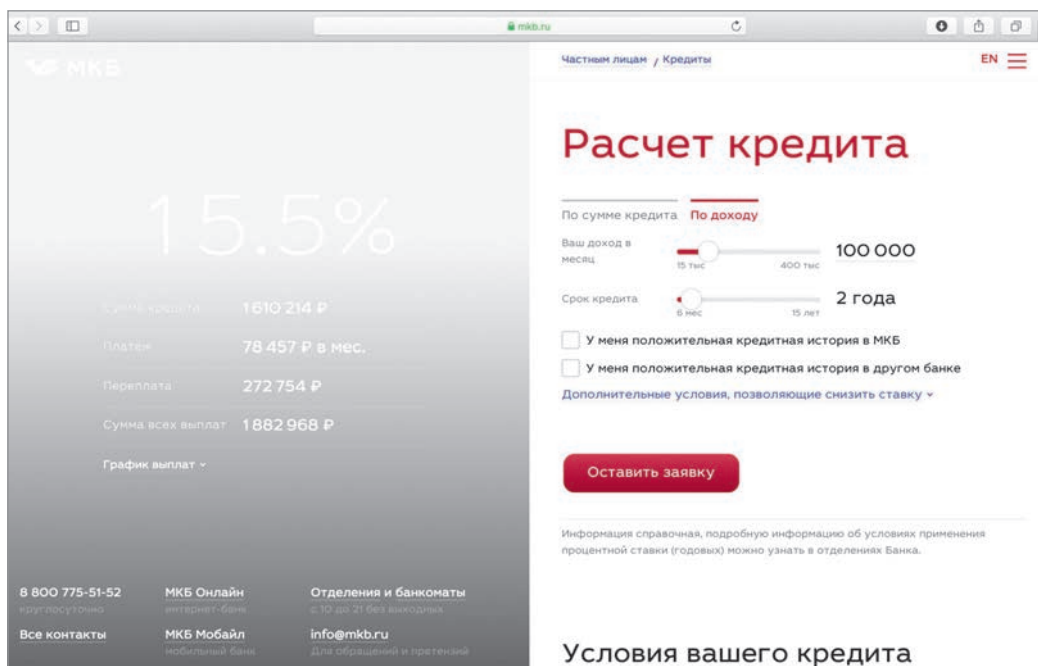 mkb.ru
МКБ
15.5%
Сумма кредита 1 610 214 ₽
Платёж 78 457 ₽ в мес.
Переплата 272 754 ₽
Сумма всех выплат 1 882 968 ₽
График выплат
8 800 775-51-52
круглосуточно
Все контакты
МКБ Онлайн
интернет-банк
МКБ Мобайл
мобильный банк
Отделения и банкоматы
с 10 до 21 без выходных
info@mkb.ru
Для обращений и претензий
Частным лицам / Кредиты
EN
Расчет кредита
По сумме кредита По доходу
Ваш доход в
месяц
15 тыс 400 тыс
100 000
Срок кредита
6 мес 15 лет
2 года
У меня положительная кредитная история в МКБ
У меня положительная кредитная история в другом банке
Дополнительные условия, позволяющие снизить ставку
Оставить заявку
Информация справочная, подробную информацию об условиях применения
процентной ставки (годовых) можно узнать в отделениях Банка.
Условия вашего кредита